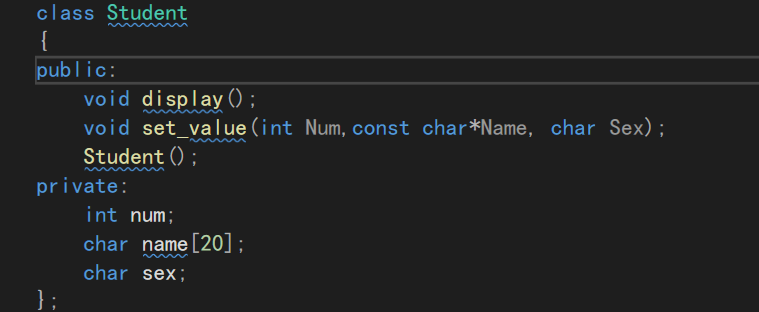 class Student
{
public:
void display();
void set_value(int Num,const char*Name, char Sex);
Student();
private:
int num;
char name[20];
char sex;
};